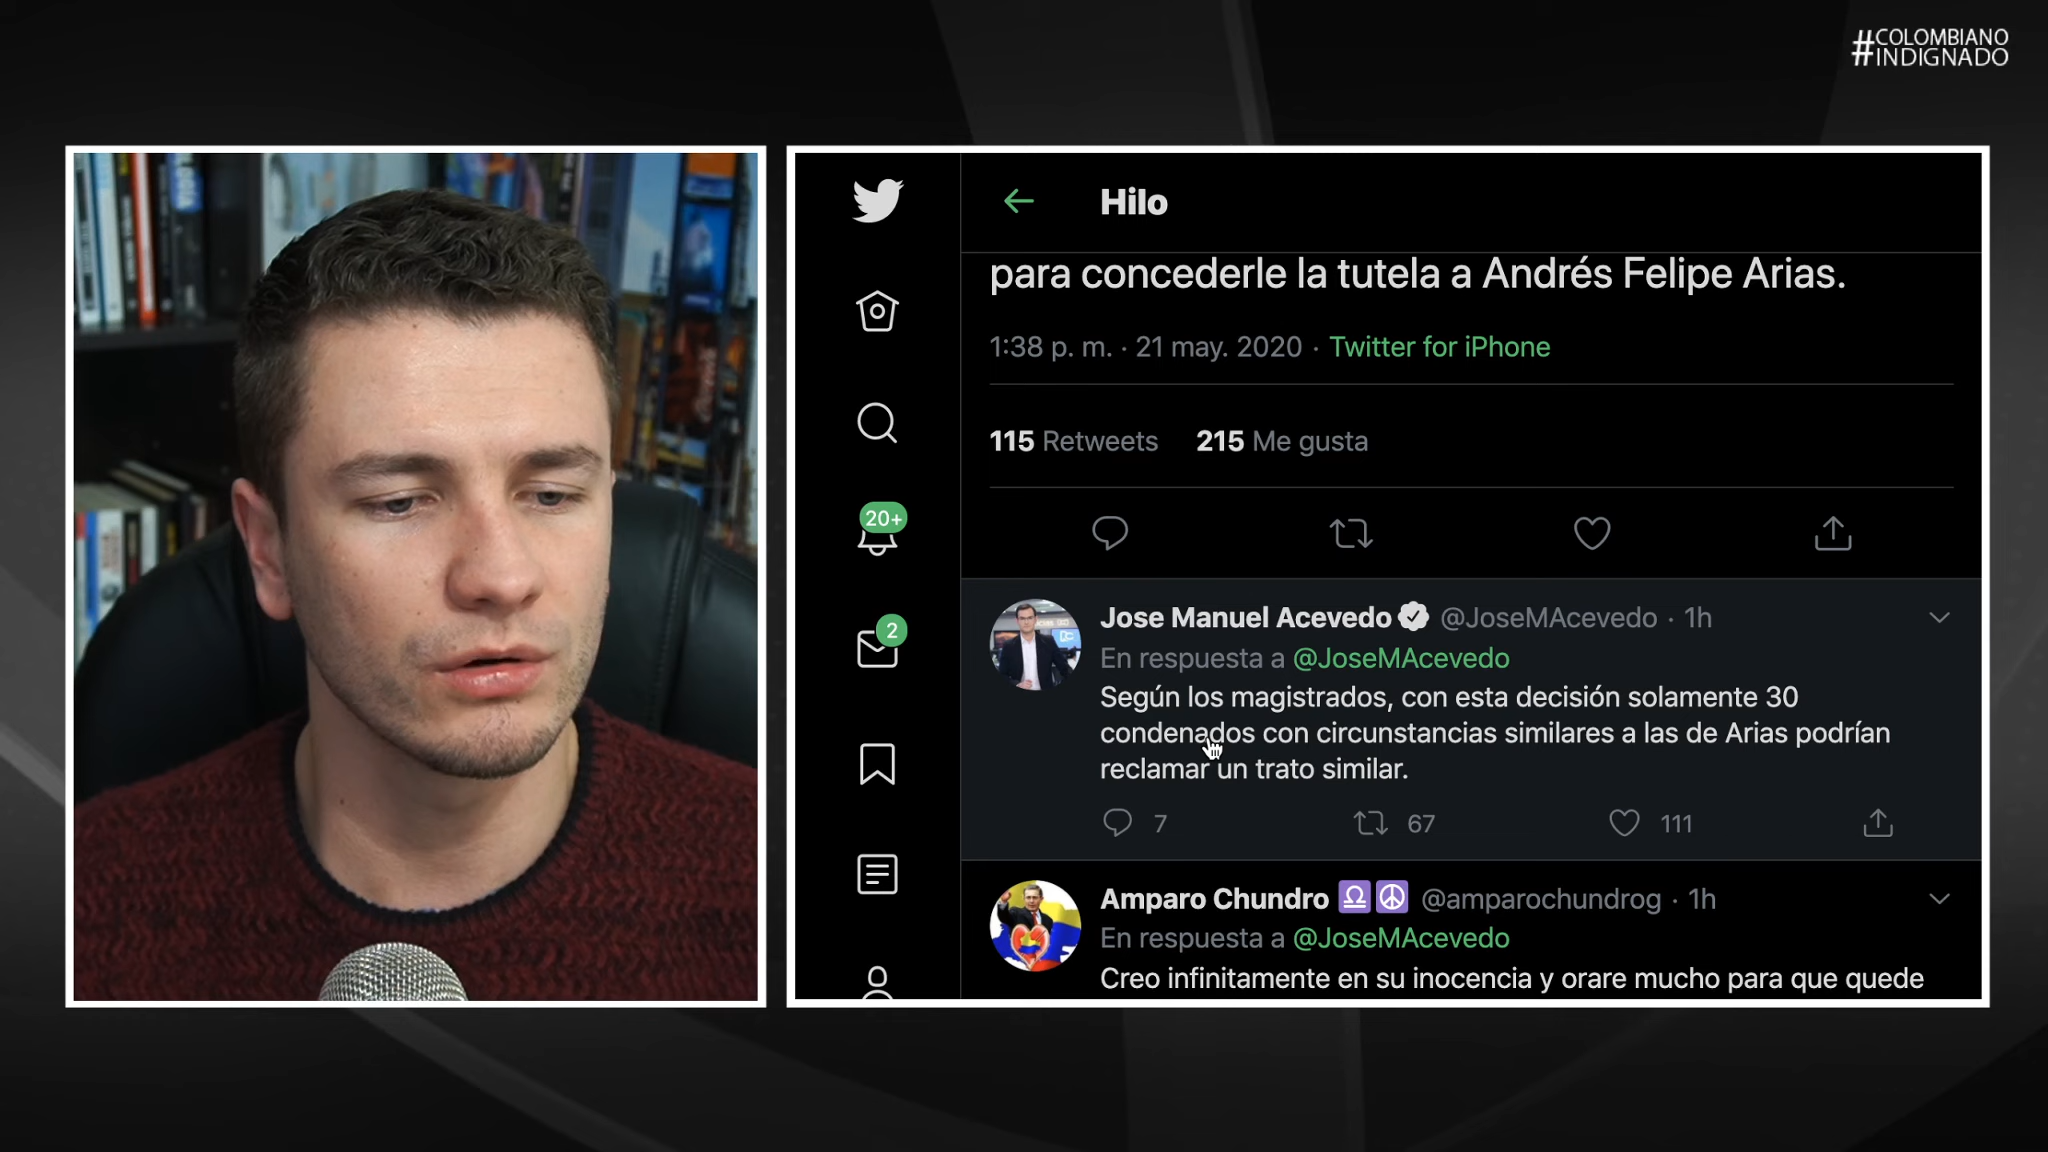 #COLOMBIANO
INDIGNADO
Hilo
para concederle la tutela a Andrés Felipe Arias.
1:38 p. m. · 21 may. 2020 · Twitter for iPhone
115 Retweets 215 Me gusta
20+
2
Jose Manuel Acevedo @JoseMAcevedo · 1h
En respuesta a @JoseMAcevedo
Según los magistrados, con esta decisión solamente 30
condenados con circunstancias similares a las de Arias podrían
reclamar un trato similar.
7 67 111
Amparo Chundro @amparochundrog · 1h
En respuesta a @JoseMAcevedo
Creo infinitamente en su inocencia y orare mucho para que quede